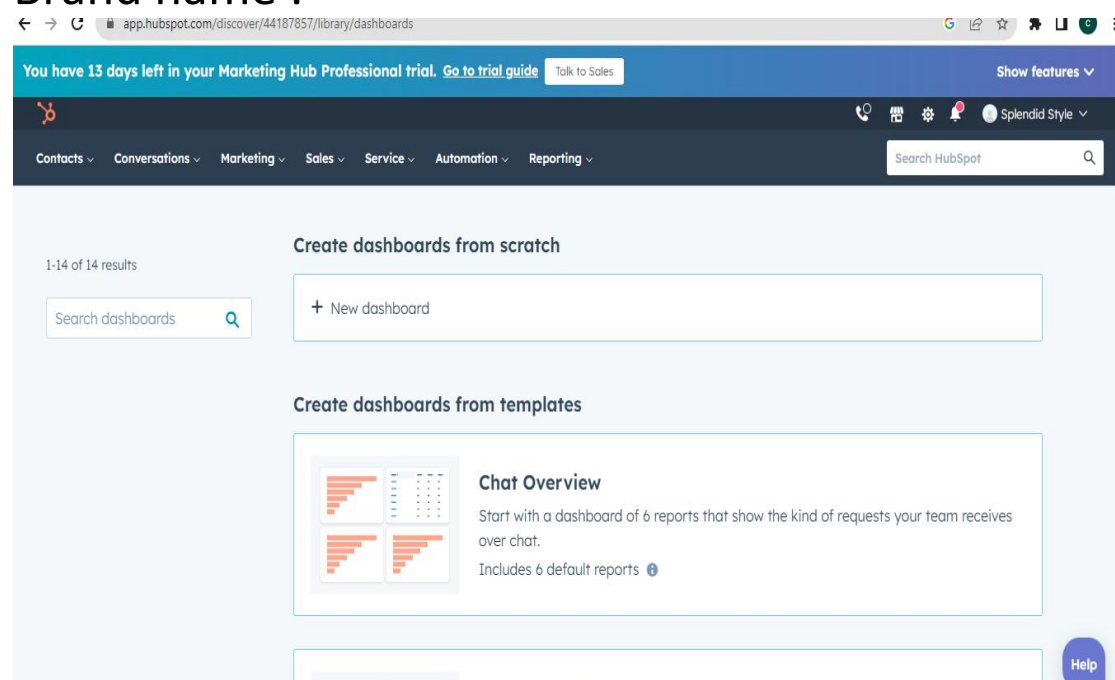 Brand name :
app.hubspot.com/discover/44187857/library/dashboards
You have 13 days left in your Marketing Hub Professional trial. Go to trial guide Talk to Sales Show features
Splendid Style
Contacts Conversations Marketing Sales Service Automation Reporting Search HubSpot
Create dashboards from scratch
1-14 of 14 results
Search dashboards
+ New dashboard
Create dashboards from templates
Chat Overview
Start with a dashboard of 6 reports that show the kind of requests your team receives
over chat.
Includes 6 default reports
Help